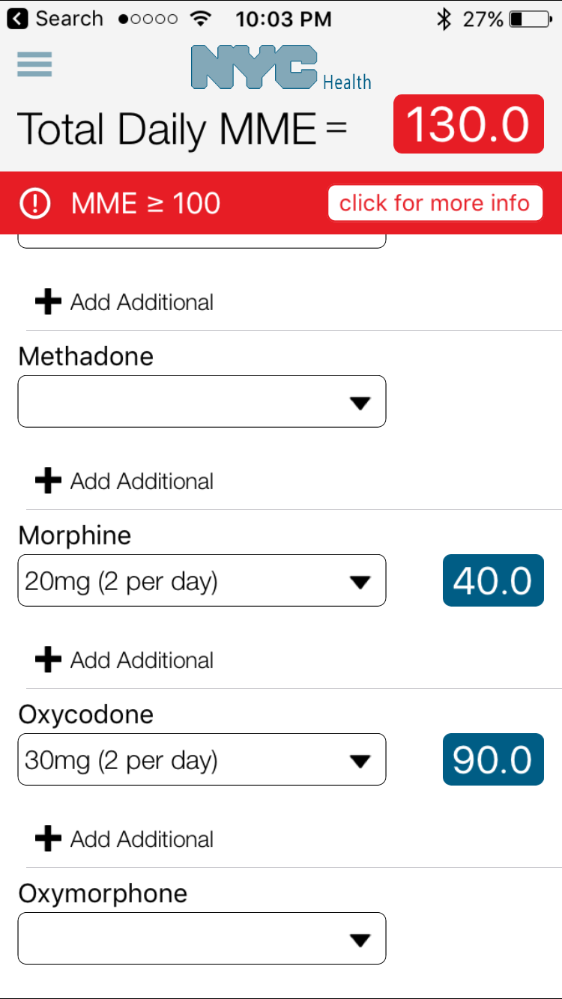 Search 10:03 PM 27%
NYC Health
Total Daily MME = 130.0
MME ≥ 100 click for more info
Add Additional
Methadone
Add Additional
Morphine
20mg (2 per day) 40.0
Add Additional
Oxycodone
30mg (2 per day) 90.0
Add Additional
Oxymorphone